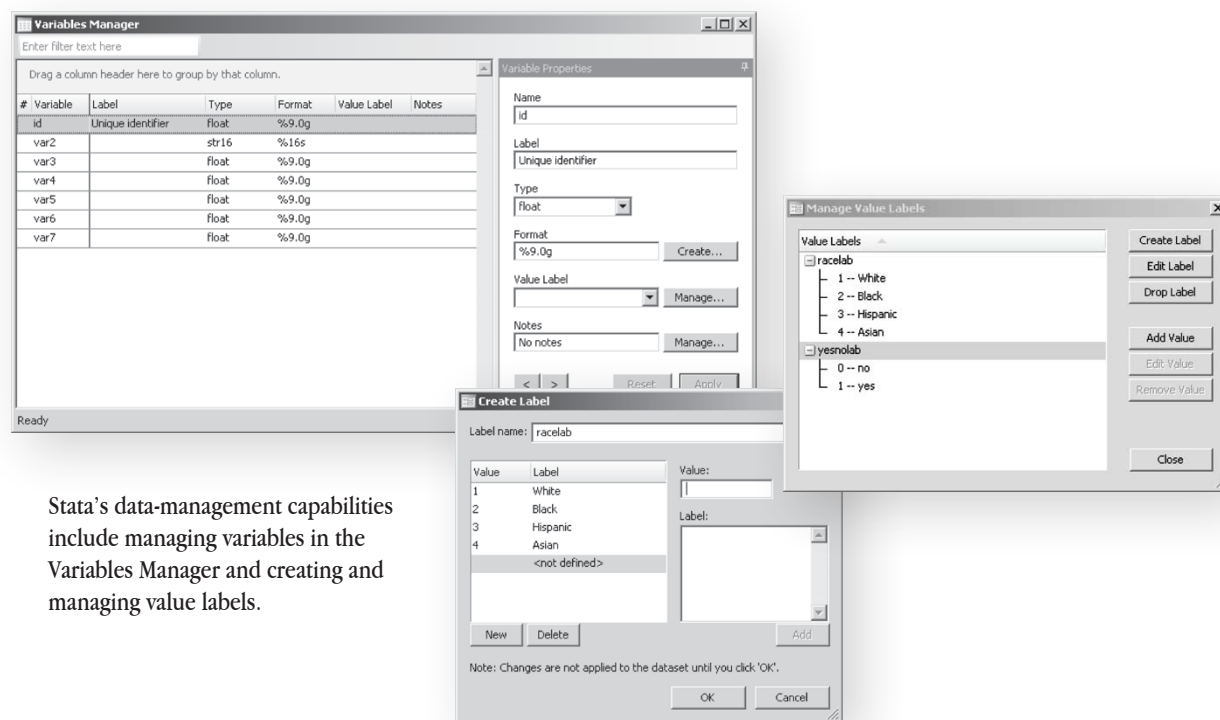 Variables Manager
Enter filter text here
Drag a column header here to group by that column.
# Variable Label Type Format Value Label Notes
id Unique identifier float %9.0g
var2 str16 %16s
var3 float %9.0g
var4 float %9.0g
var5 float %9.0g
var6 float %9.0g
var7 float %9.0g
Ready
Variable Properties
Name
id
Label
Unique identifier
Type
float
Format
%9.0g Create...
Value Label
Manage...
Notes
No notes Manage...
< > Reset Apply
Manage Value Labels
Value Labels
racelab
1 -- White
2 -- Black
3 -- Hispanic
4 -- Asian
yesnolab
0 -- no
1 -- yes
Create Label
Edit Label
Drop Label
Add Value
Edit Value
Remove Value
Close
Create Label
Label name: racelab
Value Label
1 White
2 Black
3 Hispanic
4 Asian
<not defined>
New Delete
Value:
Label:
Add
Note: Changes are not applied to the dataset until you click 'OK'.
OK Cancel
Stata's data-management capabilities
include managing variables in the
Variables Manager and creating and
managing value labels.